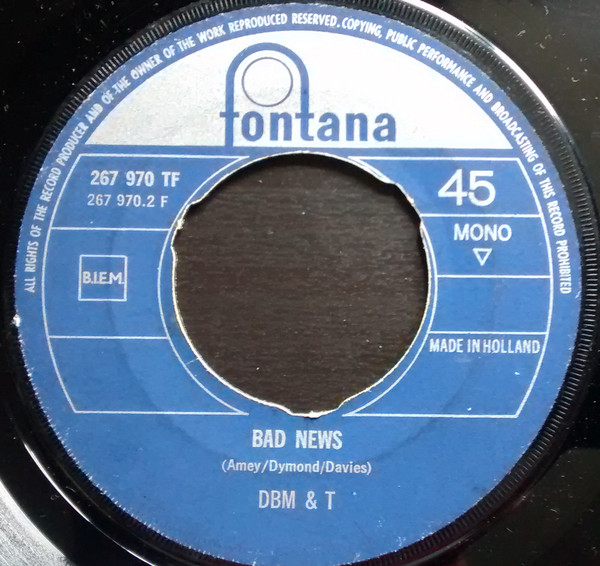 ALL RIGHTS OF THE RECORD PRODUCER AND OF THE OWNER OF THE WORK REPRODUCED RESERVED. COPYING, PUBLIC PERFORMANCE AND BROADCASTING OF THIS RECORD PROHIBITED
fontana
267 970 TF
267 970.2 F
45
MONO
B.I.E.M.
MADE IN HOLLAND
BAD NEWS
(Amey/Dymond/Davies)
DBM & T